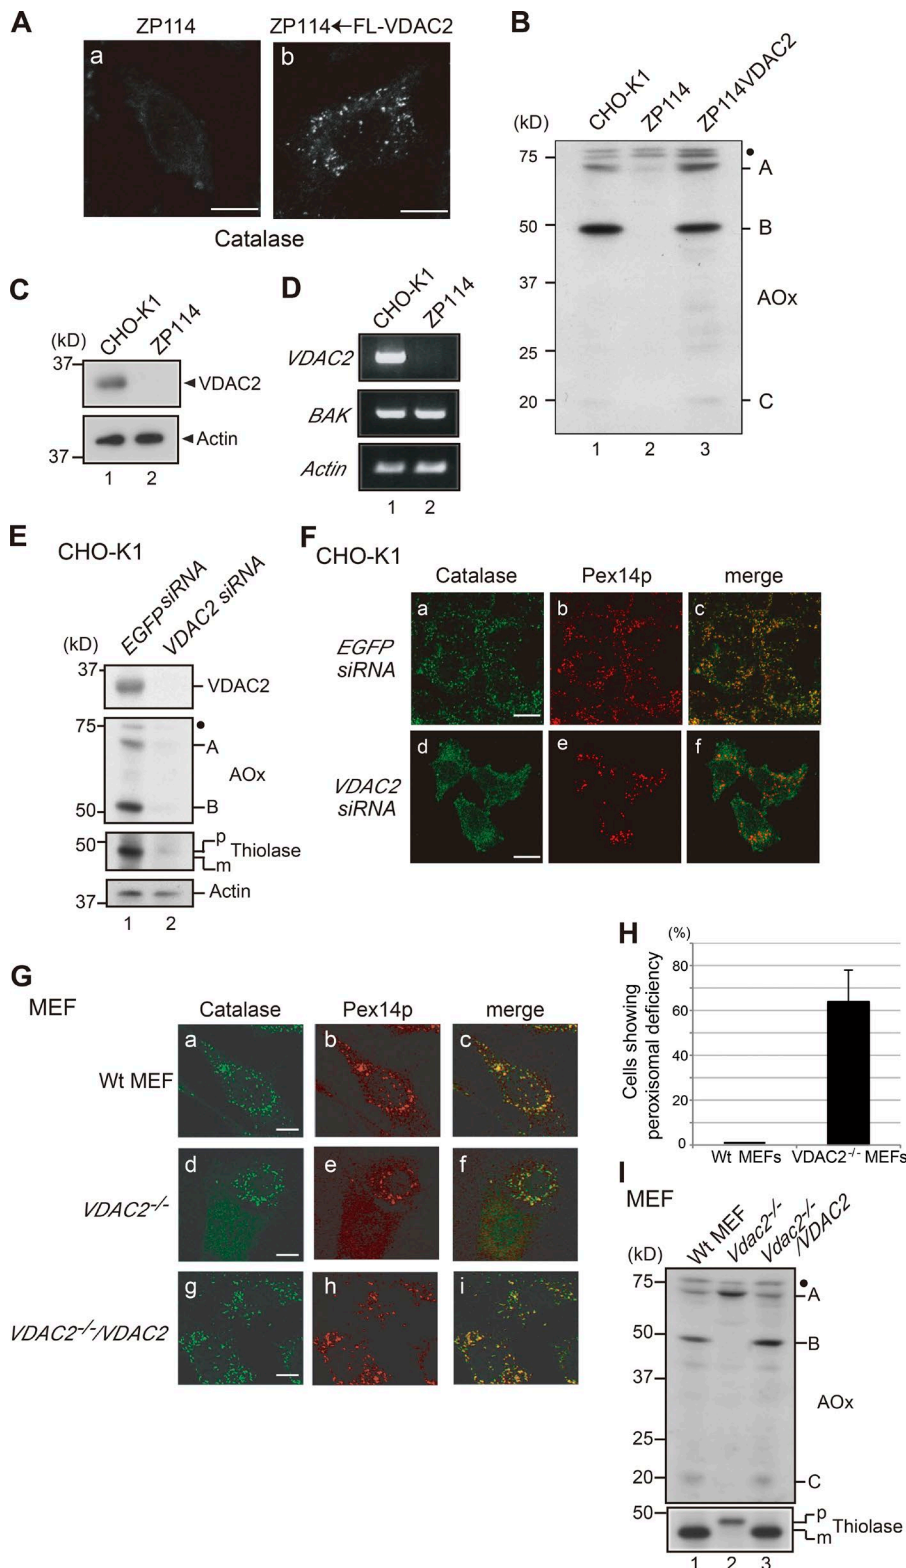 A
ZP114
ZP114←FL-VDAC2
a
b
Catalase
B
CHO-K1
ZP114
ZP114VDAC2
(kD)
75
50
37
25
20
●
A
B
AOx
C
1 2 3
C
CHO-K1
ZP114
(kD)
37
VDAC2
Actin
37
1 2
D
CHO-K1
ZP114
VDAC2
BAK
Actin
1 2
E
CHO-K1
EGFP siRNA
VDAC2 siRNA
(kD)
37
VDAC2
75
●
A
AOx
50
B
50
p
Thiolase
m
Actin
37
1 2
F
CHO-K1
Catalase Pex14p merge
EGFP
siRNA
a b c
VDAC2
siRNA
d e f
G
MEF
Catalase Pex14p merge
Wt MEF
a b c
VDAC2-/-
d e f
VDAC2-/-/VDAC2
g h i
H
(%)
Cells showing
peroxisomal deficiency
80
60
40
20
0
Wt MEFs VDAC2-/- MEFs
I
MEF
Wt MEF
Vdac2-/-
Vdac2-/-
/VDAC2
(kD)
75
50
37
25
20
●
A
B
AOx
C
50
p
Thiolase
m
1 2 3